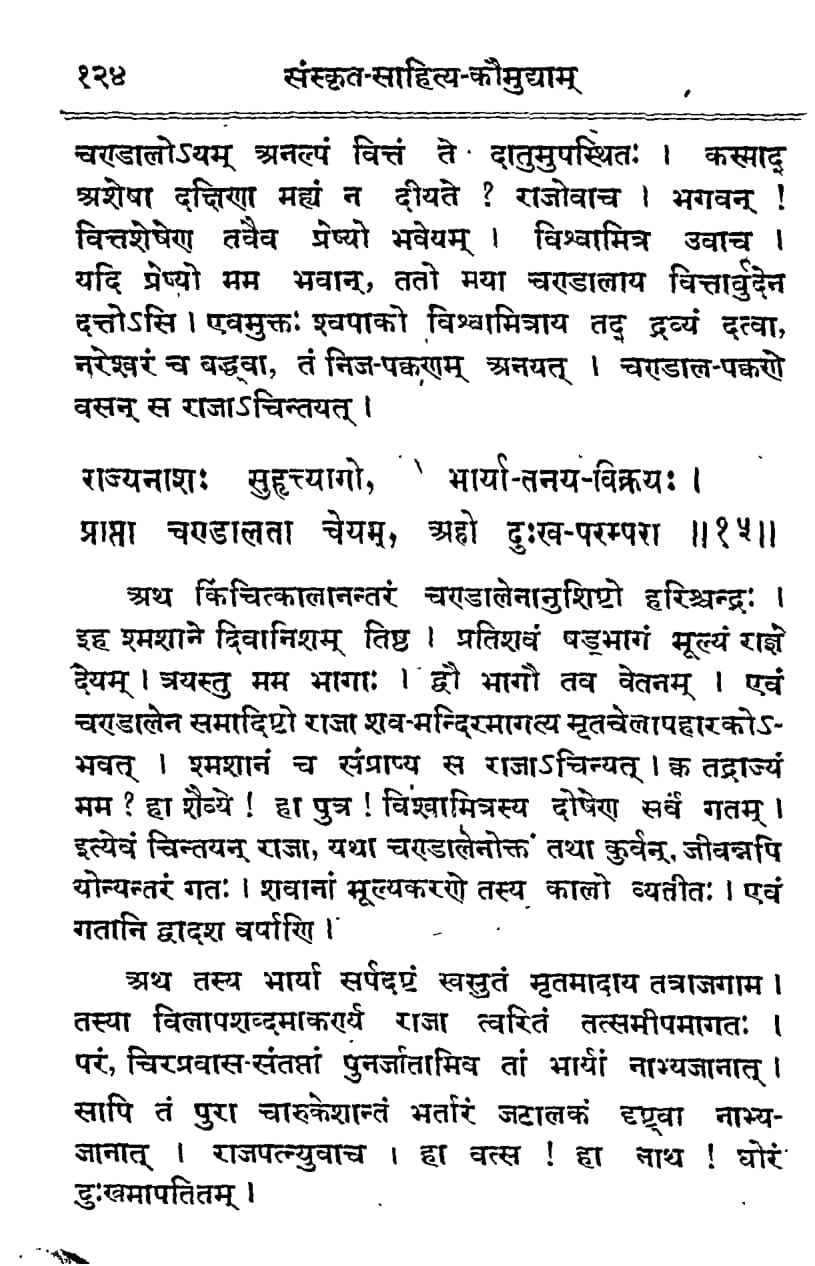 १२४ संस्कृत-साहित्य-कौमुद्याम्
चण्डालोऽयम् अनल्पं वित्तं ते दातुमुपस्थितः । कस्माद्
अशेषा दक्षिणा मह्यं न दीयते ? राजोवाच । भगवन् !
वित्तशेषेण तवैव प्रेष्यो भवेयम् । विश्वामित्र उवाच ।
यदि प्रेष्यो मम भवान्, ततो मया चण्डालाय वित्तार्वुदेन
दत्तोऽसि । एवमुक्तः श्वपाको विश्वामित्राय तद् द्रव्यं दत्वा,
नरेश्वरं च बद्ध्वा, तं निज-पक्कणम् अनयत् । चण्डाल-पक्कणे
वसन् स राजाऽचिन्तयत् ।
राज्यनाशः सुहृत्त्यागो, भार्या-तनय-विक्रयः ।
प्राप्ता चण्डालता चेयम्, अहो दुःख-परम्परा ॥१५॥
अथ किंचित्कालानन्तरं चण्डालेनानुशिष्टो हरिश्चन्द्रः ।
इह श्मशाने दिवानिशम् तिष्ठ । प्रतिशवं षड्भागं मूल्यं राज्ञे
देयम् । त्रयस्तु मम भागाः । द्वौ भागौ तव वेतनम् । एवं
चण्डालेन समादिष्टो राजा शव-मन्दिरमागत्य मृतचेलापहारकोऽ-
भवत् । श्मशानं च संप्राप्य स राजाऽचिन्यत् । क्व तद्राज्यं
मम ? हा शैव्ये ! हा पुत्र ! विश्वामित्रस्य दोषेण सर्वं गतम् ।
इत्येवं चिन्तयन् राजा, यथा चण्डालेनोक्तं तथा कुर्वन्, जीवन्नपि
योन्यन्तरं गतः । शवानां मूल्यकरणे तस्य कालो व्यतीतः । एवं
गतानि द्वादश वर्षाणि ।
अथ तस्य भार्या सर्पदष्टं स्वसुतं मृतमादाय तत्राजगाम ।
तस्या विलापशब्दमाकर्ण्य राजा त्वरितं तत्समीपमागतः ।
परं, चिरप्रवास-संतप्तां पुनर्जातामिव तां भार्यां नाभ्यजानात् ।
सापि तं पुरा चारुकेशान्तं भर्तारं जटालकं दृष्ट्वा नाभ्य-
जानात् । राजपत्न्युवाच । हा वत्स ! हा नाथ ! घोरं
दुःखमापतितम् ।